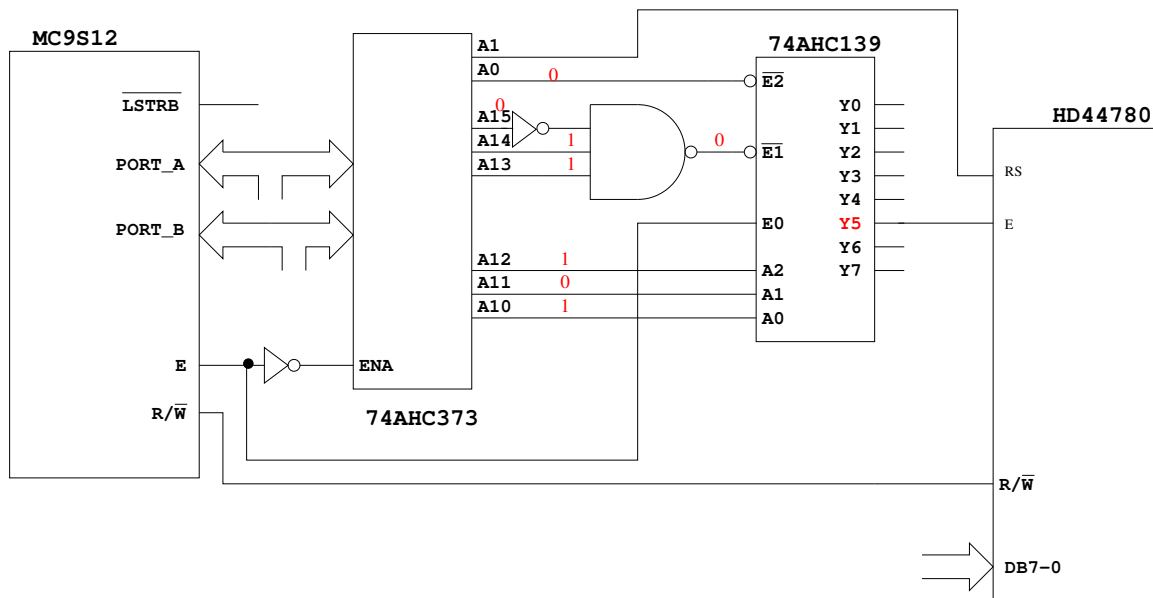 MC9S12
LSTRB
PORT_A
PORT_B
E
R/W
A1
A0
A15
A14
A13
A12
A11
A10
ENA
74AHC373
0
0
1
1
0
1
0
1
74AHC139
E2
E1
E0
A2
A1
A0
Y0
Y1
Y2
Y3
Y4
Y5
Y6
Y7
HD44780
RS
E
R/W
DB7-0